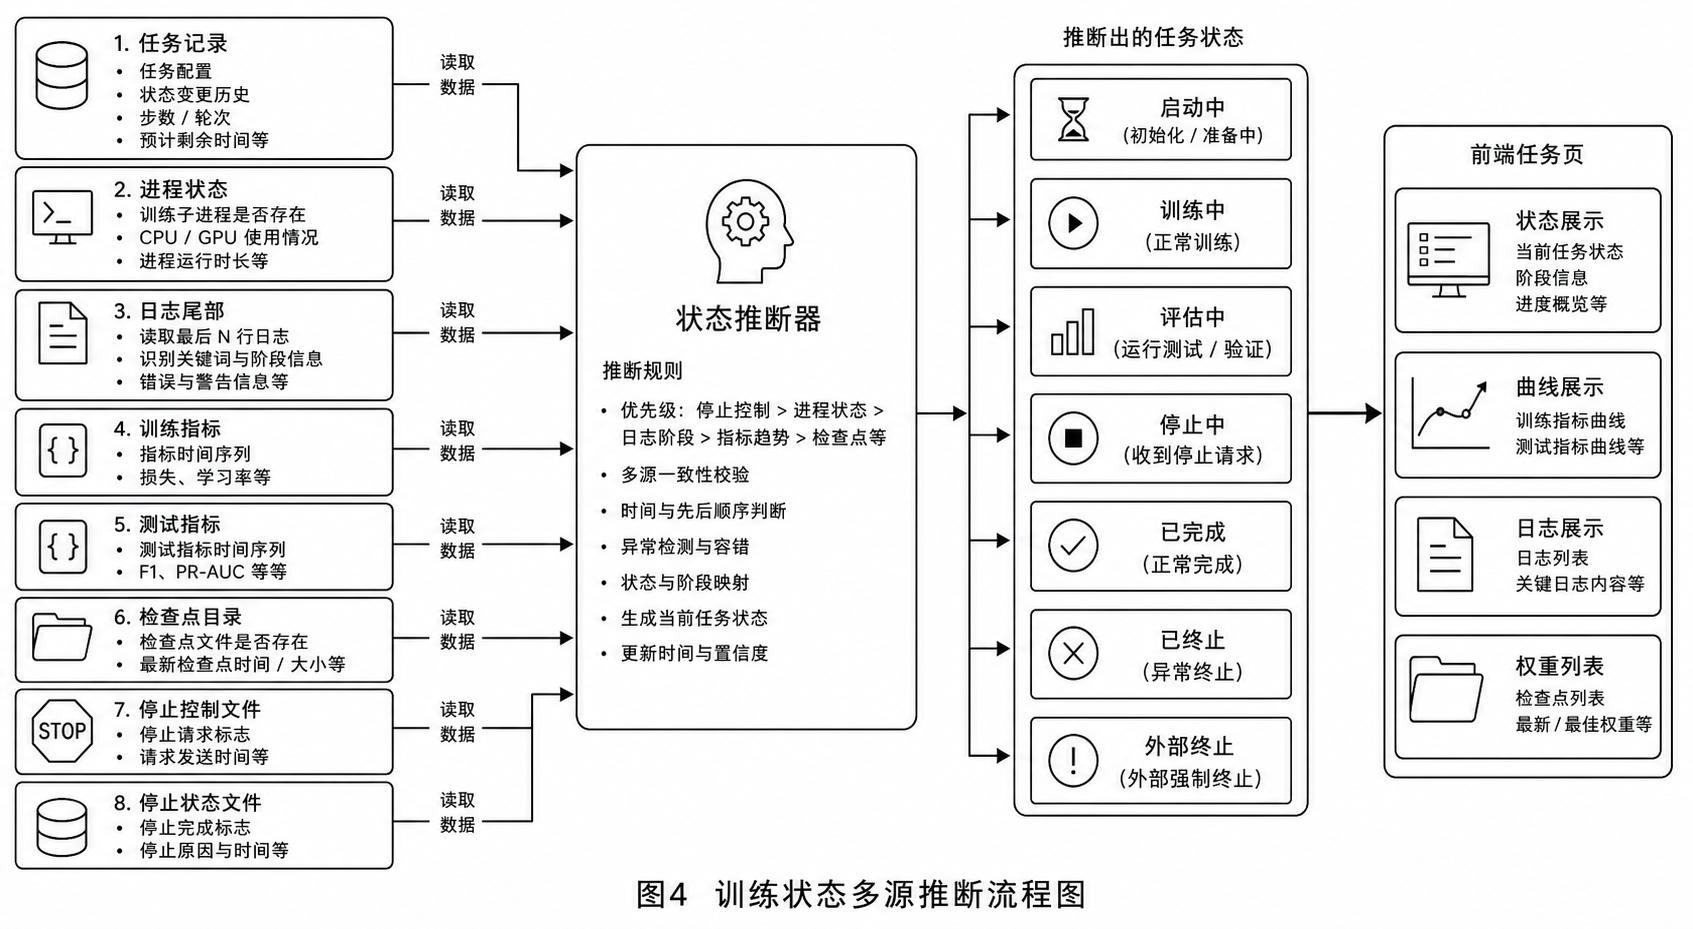 1. 任务记录
• 任务配置
• 状态变更历史
• 步数 / 轮次
• 预计剩余时间等
读取
数据
2. 进程状态
• 训练子进程是否存在
• CPU / GPU 使用情况
• 进程运行时长等
读取
数据
3. 日志尾部
• 读取最后 N 行日志
• 识别关键词与阶段信息
• 错误与警告信息等
读取
数据
4. 训练指标
• 指标时间序列
• 损失、学习率等
读取
数据
5. 测试指标
• 测试指标时间序列
• F1、PR-AUC 等等
读取
数据
6. 检查点目录
• 检查点文件是否存在
• 最新检查点时间 / 大小等
读取
数据
STOP
7. 停止控制文件
• 停止请求标志
• 请求发送时间等
读取
数据
8. 停止状态文件
• 停止完成标志
• 停止原因与时间等
读取
数据
状态推断器
推断规则
• 优先级：停止控制 > 进程状态 >
日志阶段 > 指标趋势 > 检查点等
• 多源一致性校验
• 时间与先后顺序判断
• 异常检测与容错
• 状态与阶段映射
• 生成当前任务状态
• 更新时间与置信度
推断出的任务状态
启动中
（初始化 / 准备中）
训练中
（正常训练）
评估中
（运行测试 / 验证）
停止中
（收到停止请求）
已完成
（正常完成）
已终止
（异常终止）
外部终止
（外部强制终止）
前端任务页
状态展示
当前任务状态
阶段信息
进度概览等
曲线展示
训练指标曲线
测试指标曲线等
日志展示
日志列表
关键日志内容等
权重列表
检查点列表
最新 / 最佳权重等
图4 训练状态多源推断流程图